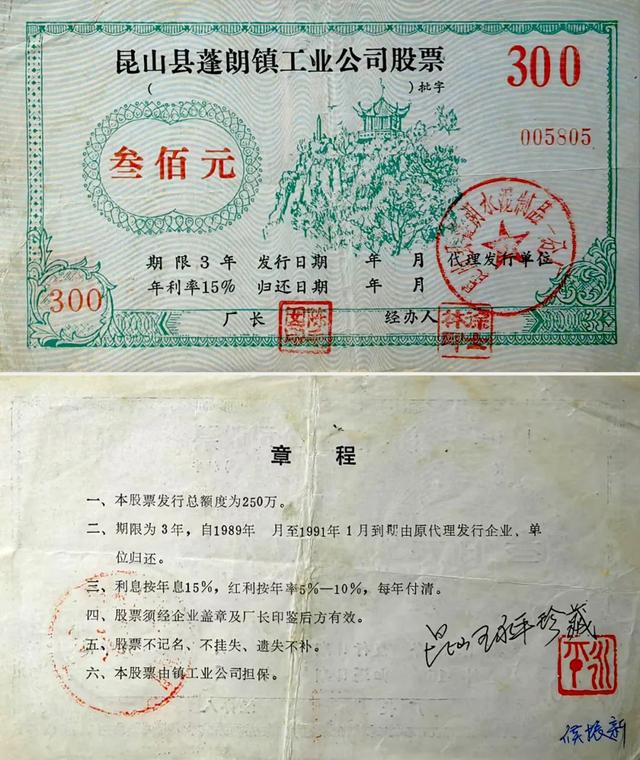 昆山县蓬朗镇工业公司股票
( )批字
300
005805
叁佰元
期限3年 发行日期 年 月 代理发行单位
年利率15% 归还日期 年 月
300
厂长 经办人
章程
一、本股票发行总额度为250万。
二、期限为3年，自1989年 月至1991年1月到期由原代理发行企业、单
位归还。
三、利息按年息15%，红利按年率5%—10%，每年付清。
四、股票须经企业盖章及厂长印鉴后方有效。
五、股票不记名、不挂失、遗失不补。
六、本股票由镇工业公司担保。
昆山 平珍藏
侯振新